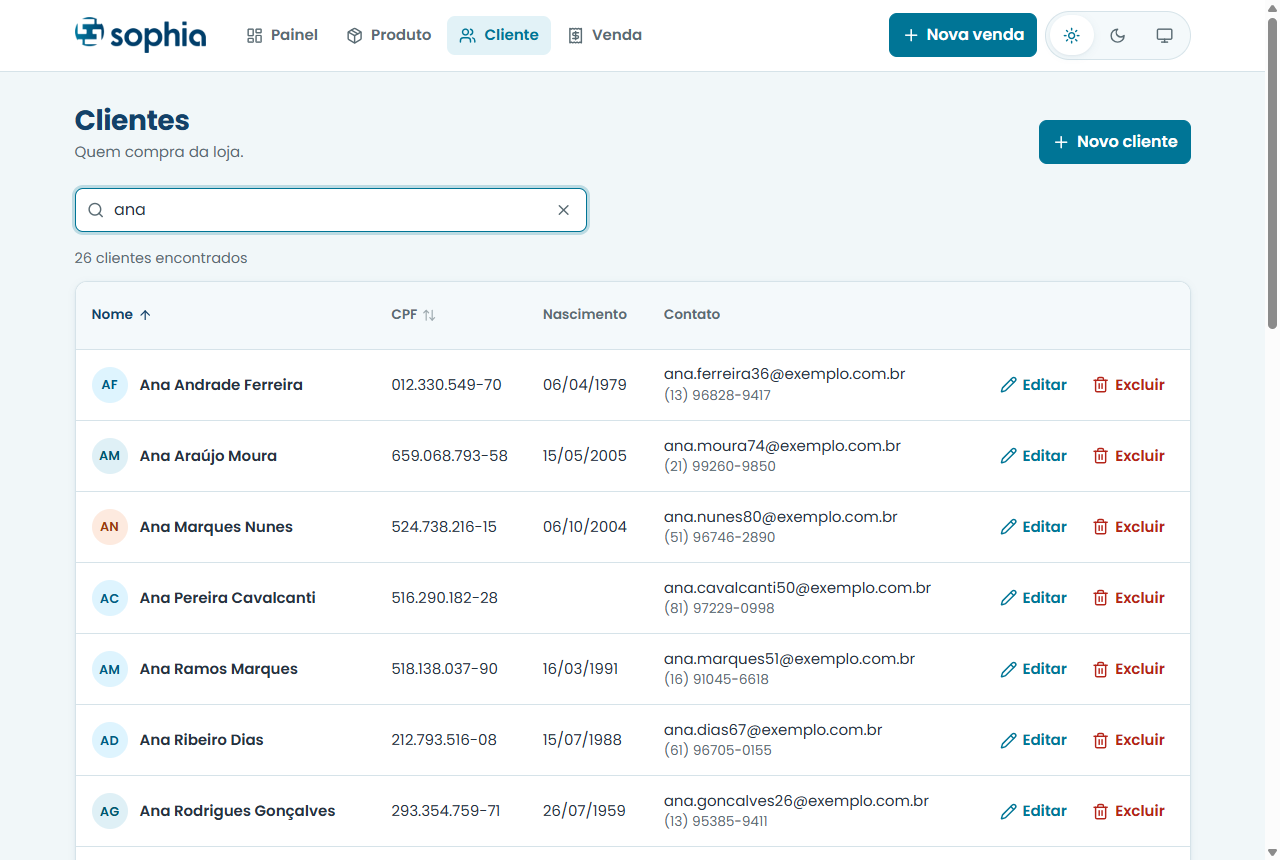 sophia Painel Produto Cliente Venda Nova venda
Clientes
Quem compra da loja.
Novo cliente
ana
26 clientes encontrados
Nome CPF Nascimento Contato
AF Ana Andrade Ferreira 012.330.549-70 06/04/1979 ana.ferreira36@exemplo.com.br Editar Excluir
(13) 96828-9417
AM Ana Araújo Moura 659.068.793-58 15/05/2005 ana.moura74@exemplo.com.br Editar Excluir
(21) 99260-9850
AN Ana Marques Nunes 524.738.216-15 06/10/2004 ana.nunes80@exemplo.com.br Editar Excluir
(51) 96746-2890
AC Ana Pereira Cavalcanti 516.290.182-28 ana.cavalcanti50@exemplo.com.br Editar Excluir
(81) 97229-0998
AM Ana Ramos Marques 518.138.037-90 16/03/1991 ana.marques51@exemplo.com.br Editar Excluir
(16) 91045-6618
AD Ana Ribeiro Dias 212.793.516-08 15/07/1988 ana.dias67@exemplo.com.br Editar Excluir
(61) 96705-0155
AG Ana Rodrigues Gonçalves 293.354.759-71 26/07/1959 ana.goncalves26@exemplo.com.br Editar Excluir
(13) 95385-9411